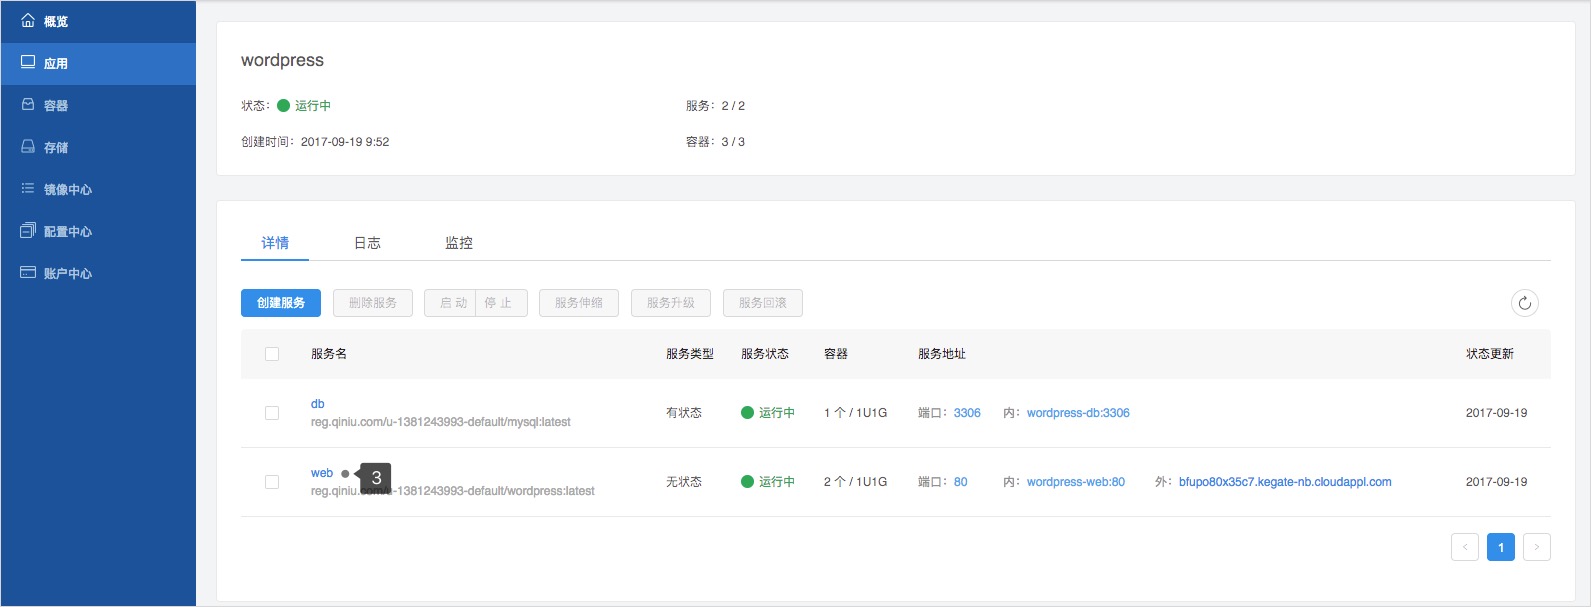 概览
应用
容器
存储
镜像中心
配置中心
账户中心
wordpress
状态： 运行中 服务：2 / 2
创建时间：2017-09-19 9:52 容器：3 / 3
详情 日志 监控
创建服务 删除服务 启 动 停 止 服务伸缩 服务升级 服务回滚
服务名 服务类型 服务状态 容器 服务地址 状态更新
db
reg.qiniu.com/u-1381243993-default/mysql:latest
有状态 运行中 1 个 / 1U1G 端口：3306 内：wordpress-db:3306 2017-09-19
web 3
reg.qiniu.com/u-1381243993-default/wordpress:latest
无状态 运行中 2 个 / 1U1G 端口：80 内：wordpress-web:80 外：bfupo80x35c7.kegate-nb.cloudappl.com 2017-09-19
< 1 >